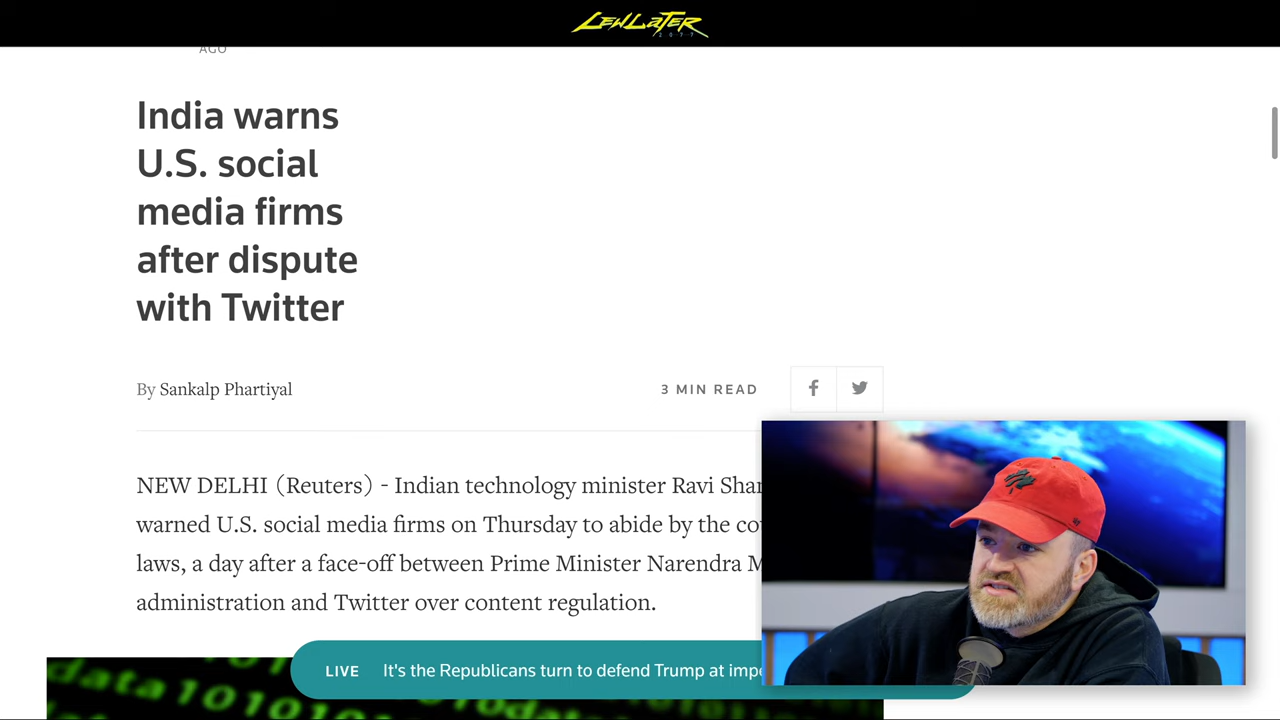 LEWLATER
2077
AGO
India warns
U.S. social
media firms
after dispute
with Twitter
By Sankalp Phartiyal
3 MIN READ
NEW DELHI (Reuters) - Indian technology minister Ravi
warned U.S. social media firms on Thursday to abide by the
laws, a day after a face-off between Prime Minister Narendra
administration and Twitter over content regulation.
LIVE It's the Republicans turn to defend Trump at
data10101